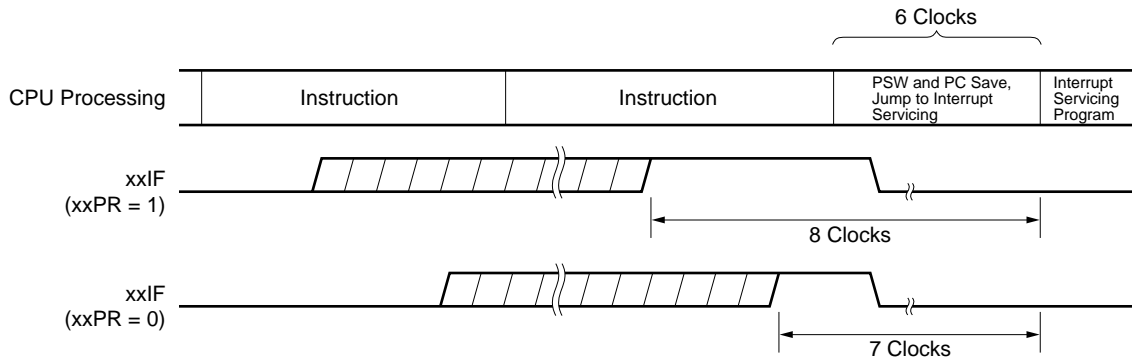 6 Clocks
CPU Processing
Instruction
Instruction
PSW and PC Save,
Jump to Interrupt
Servicing
Interrupt
Servicing
Program
xxIF
(xxPR = 1)
8 Clocks
xxIF
(xxPR = 0)
7 Clocks